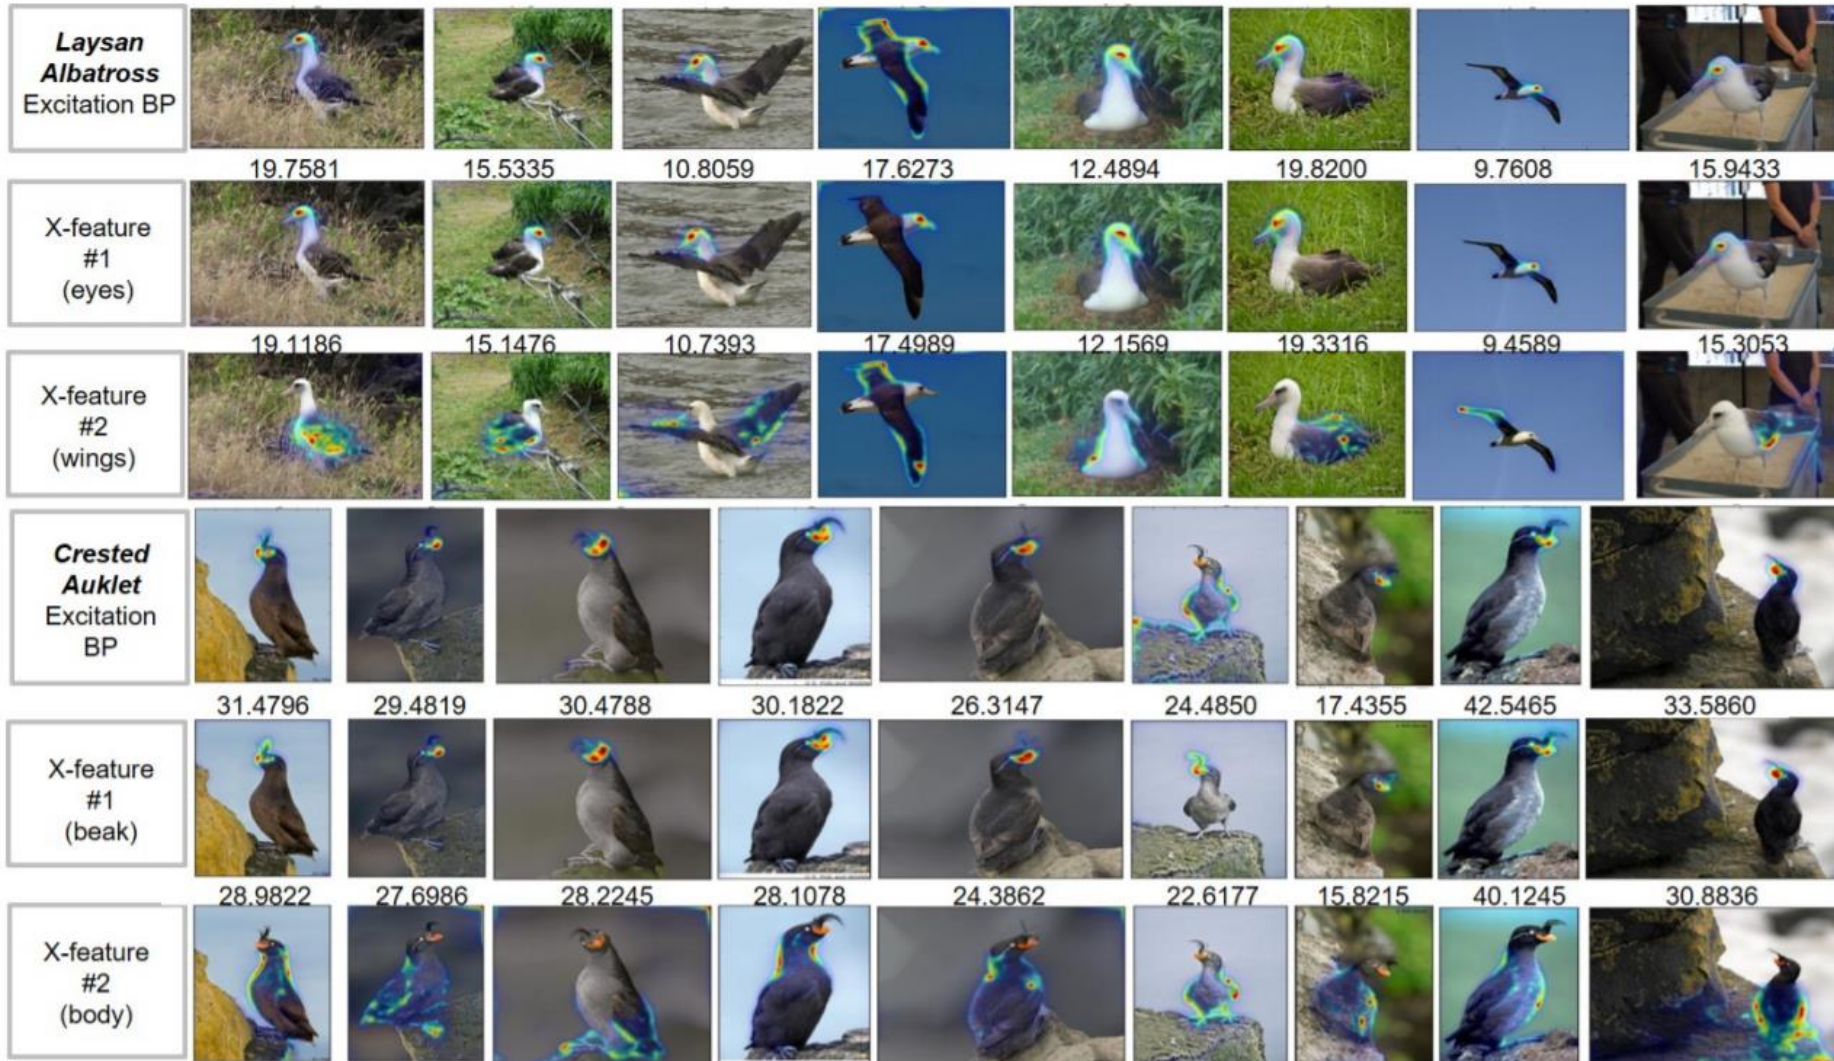 Laysan
Albatross
Excitation BP
19.7581 15.5335 10.8059 17.6273 12.4894 19.8200 9.7608 15.9433
X-feature
#1
(eyes)
19.1186 15.1476 10.7393 17.4989 12.1569 19.3316 9.4589 15.3053
X-feature
#2
(wings)
Crested
Auklet
Excitation
BP
31.4796 29.4819 30.4788 30.1822 26.3147 24.4850 17.4355 42.5465 33.5860
X-feature
#1
(beak)
28.9822 27.6986 28.2245 28.1078 24.3862 22.6177 15.8215 40.1245 30.8836
X-feature
#2
(body)